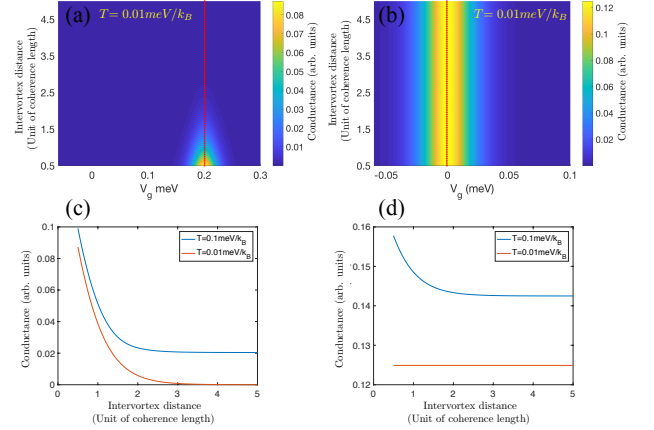 (a) T = 0.01meV/k_B
4.5
3.5
2.5
1.5
0.5
Intervortex distance
(Unit of coherence length)
0 0.1 0.2 0.3
V_g meV
0.08
0.07
0.06
0.05
0.04
0.03
0.02
0.01
Conductance (arb. units)
(b) T = 0.01meV/k_B
4.5
3.5
2.5
1.5
0.5
Intervortex distance
(Unit of coherence length)
-0.05 0 0.05 0.1
V_g (meV)
0.12
0.1
0.08
0.06
0.04
0.02
Conductance (arb. units)
(c)
0.1
0.08
0.06
0.04
0.02
0
Conductance (arb. units)
T=0.1meV/k_B
T=0.01meV/k_B
0 1 2 3 4 5
Intervortex distance
(Unit of coherence length)
(d)
0.16
0.15
0.14
0.13
0.12
Conductance (arb. units)
T=0.1meV/k_B
T=0.01meV/k_B
0 1 2 3 4 5
Intervortex distance
(Unit of coherence length)